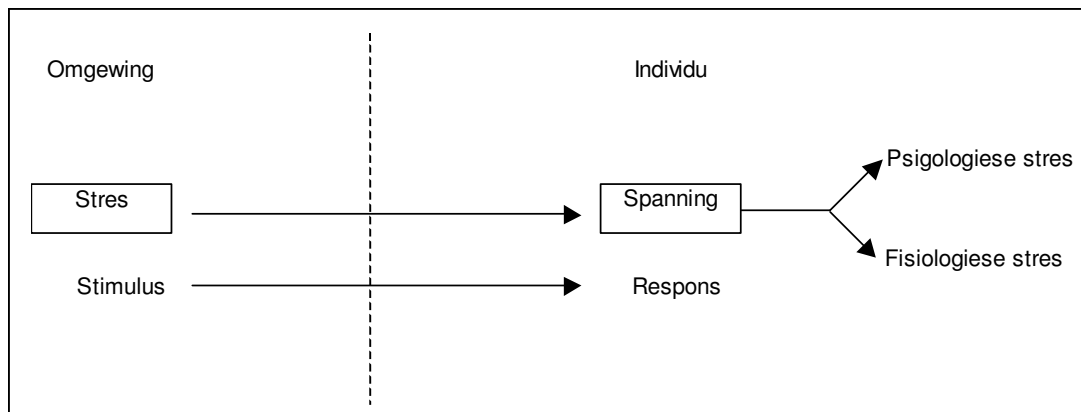 Omgewing Individu
Psigologiese stres
Stres Spanning
Fisiologiese stres
Stimulus Respons